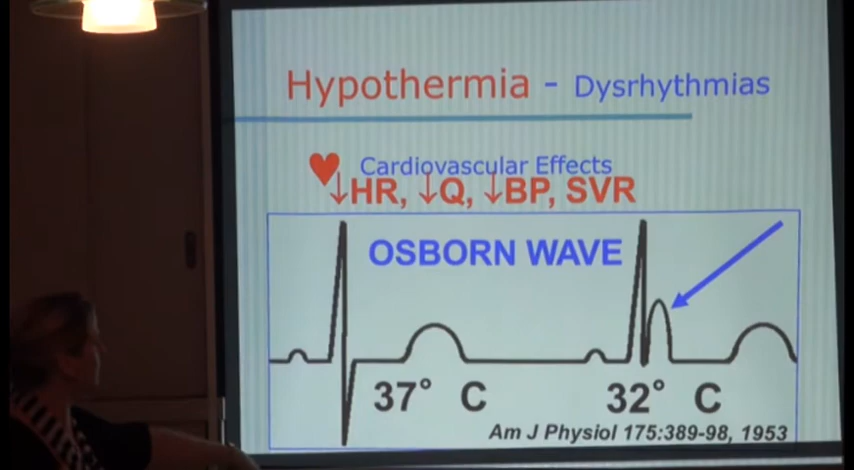 Hypothermia - Dysrhythmias
Cardiovascular Effects
↓HR, ↓Q, ↓BP, SVR
OSBORN WAVE
37° C 32° C
Am J Physiol 175:389-98, 1953